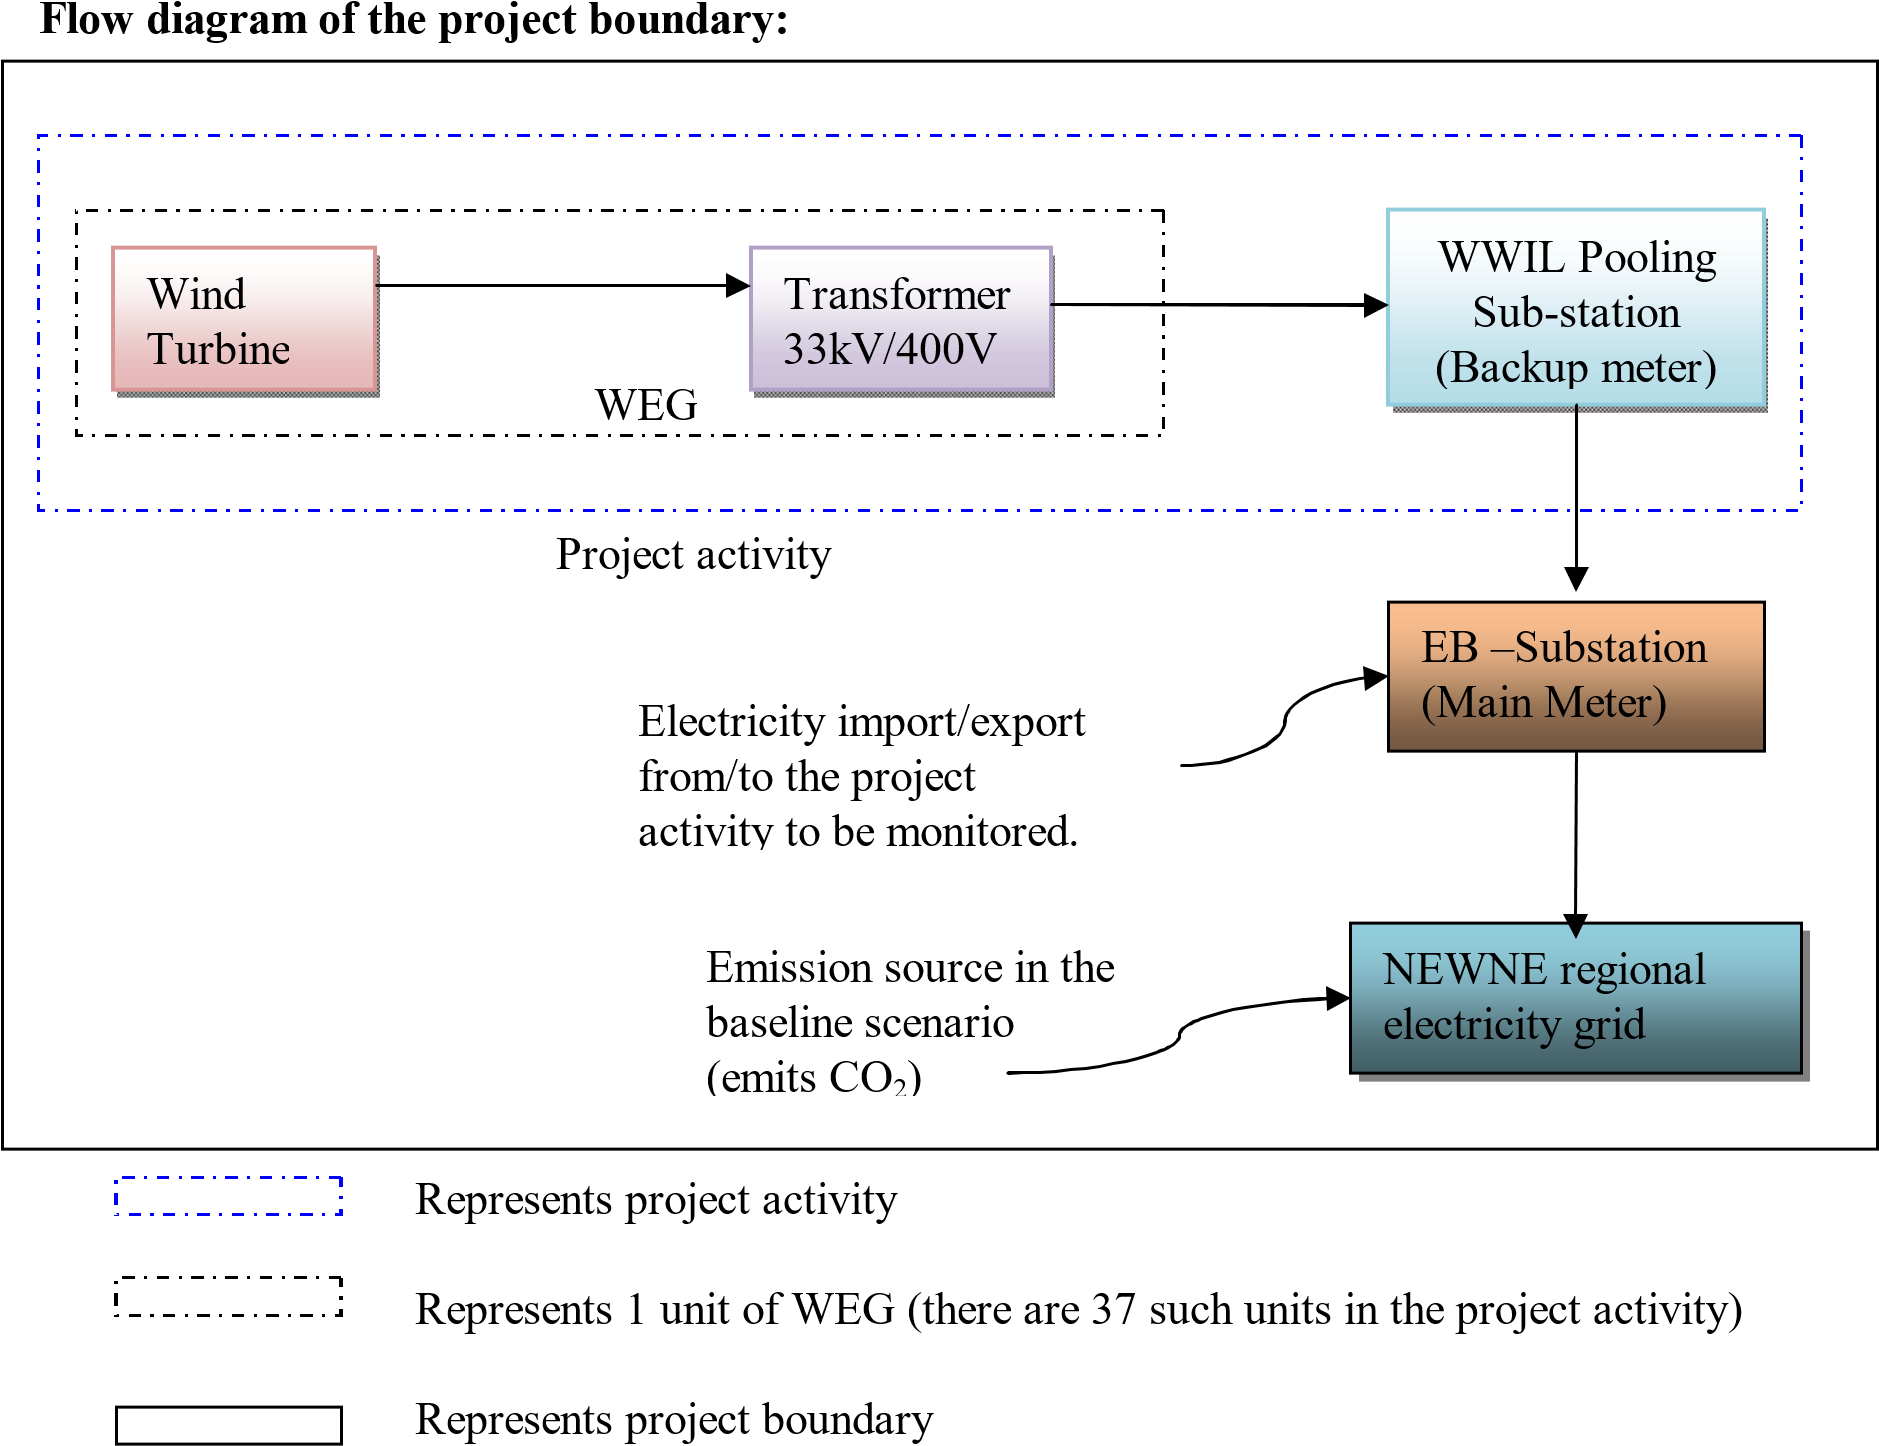 Flow diagram of the project boundary:
Wind
Turbine
Transformer
33kV/400V
WEG
WWIL Pooling
Sub-station
(Backup meter)
Project activity
EB –Substation
(Main Meter)
Electricity import/export
from/to the project
activity to be monitored.
Emission source in the
baseline scenario
(emits CO₂)
NEWNE regional
electricity grid
Represents project activity
Represents 1 unit of WEG (there are 37 such units in the project activity)
Represents project boundary